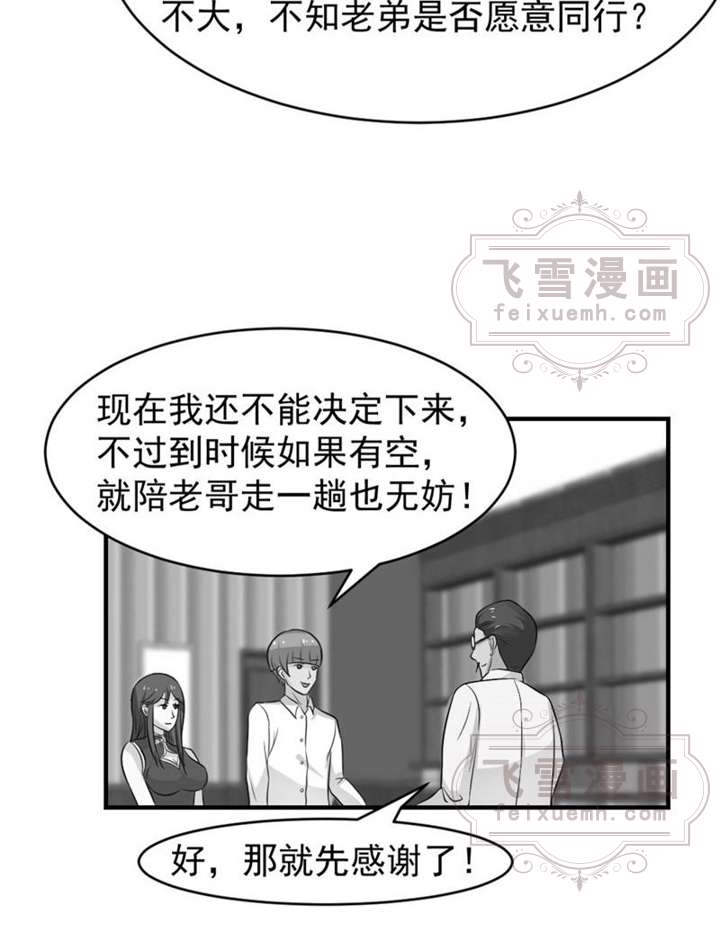 不大，不知老弟是否愿意同行？
飞雪漫画
feixuemh.com
现在我还不能决定下来，
不过到时候如果有空，
就陪老哥走一趟也无妨！
飞雪漫画
feixuemh.com
好，那就先感谢了！